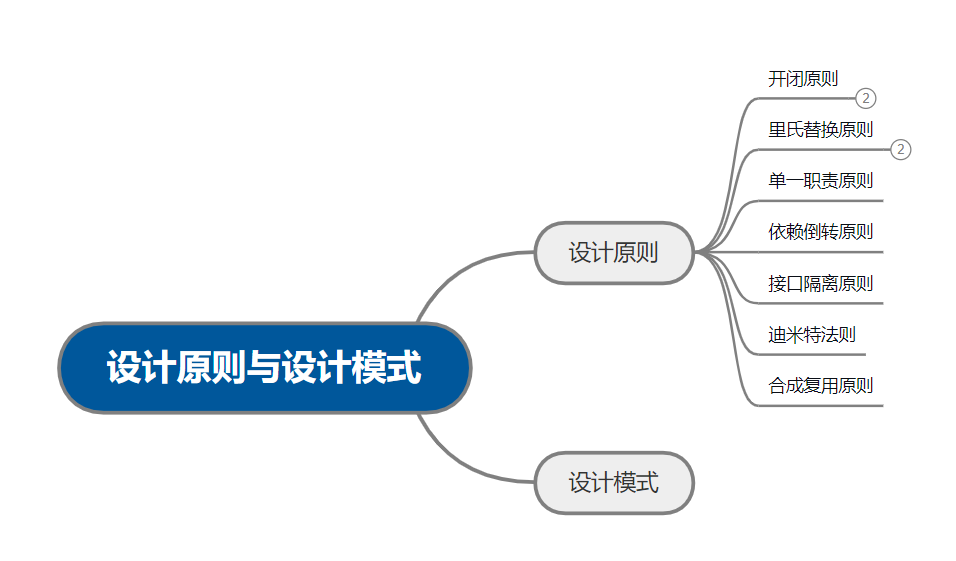 开闭原则
2
里氏替换原则
2
单一职责原则
依赖倒转原则
设计原则
接口隔离原则
迪米特法则
设计原则与设计模式
合成复用原则
设计模式